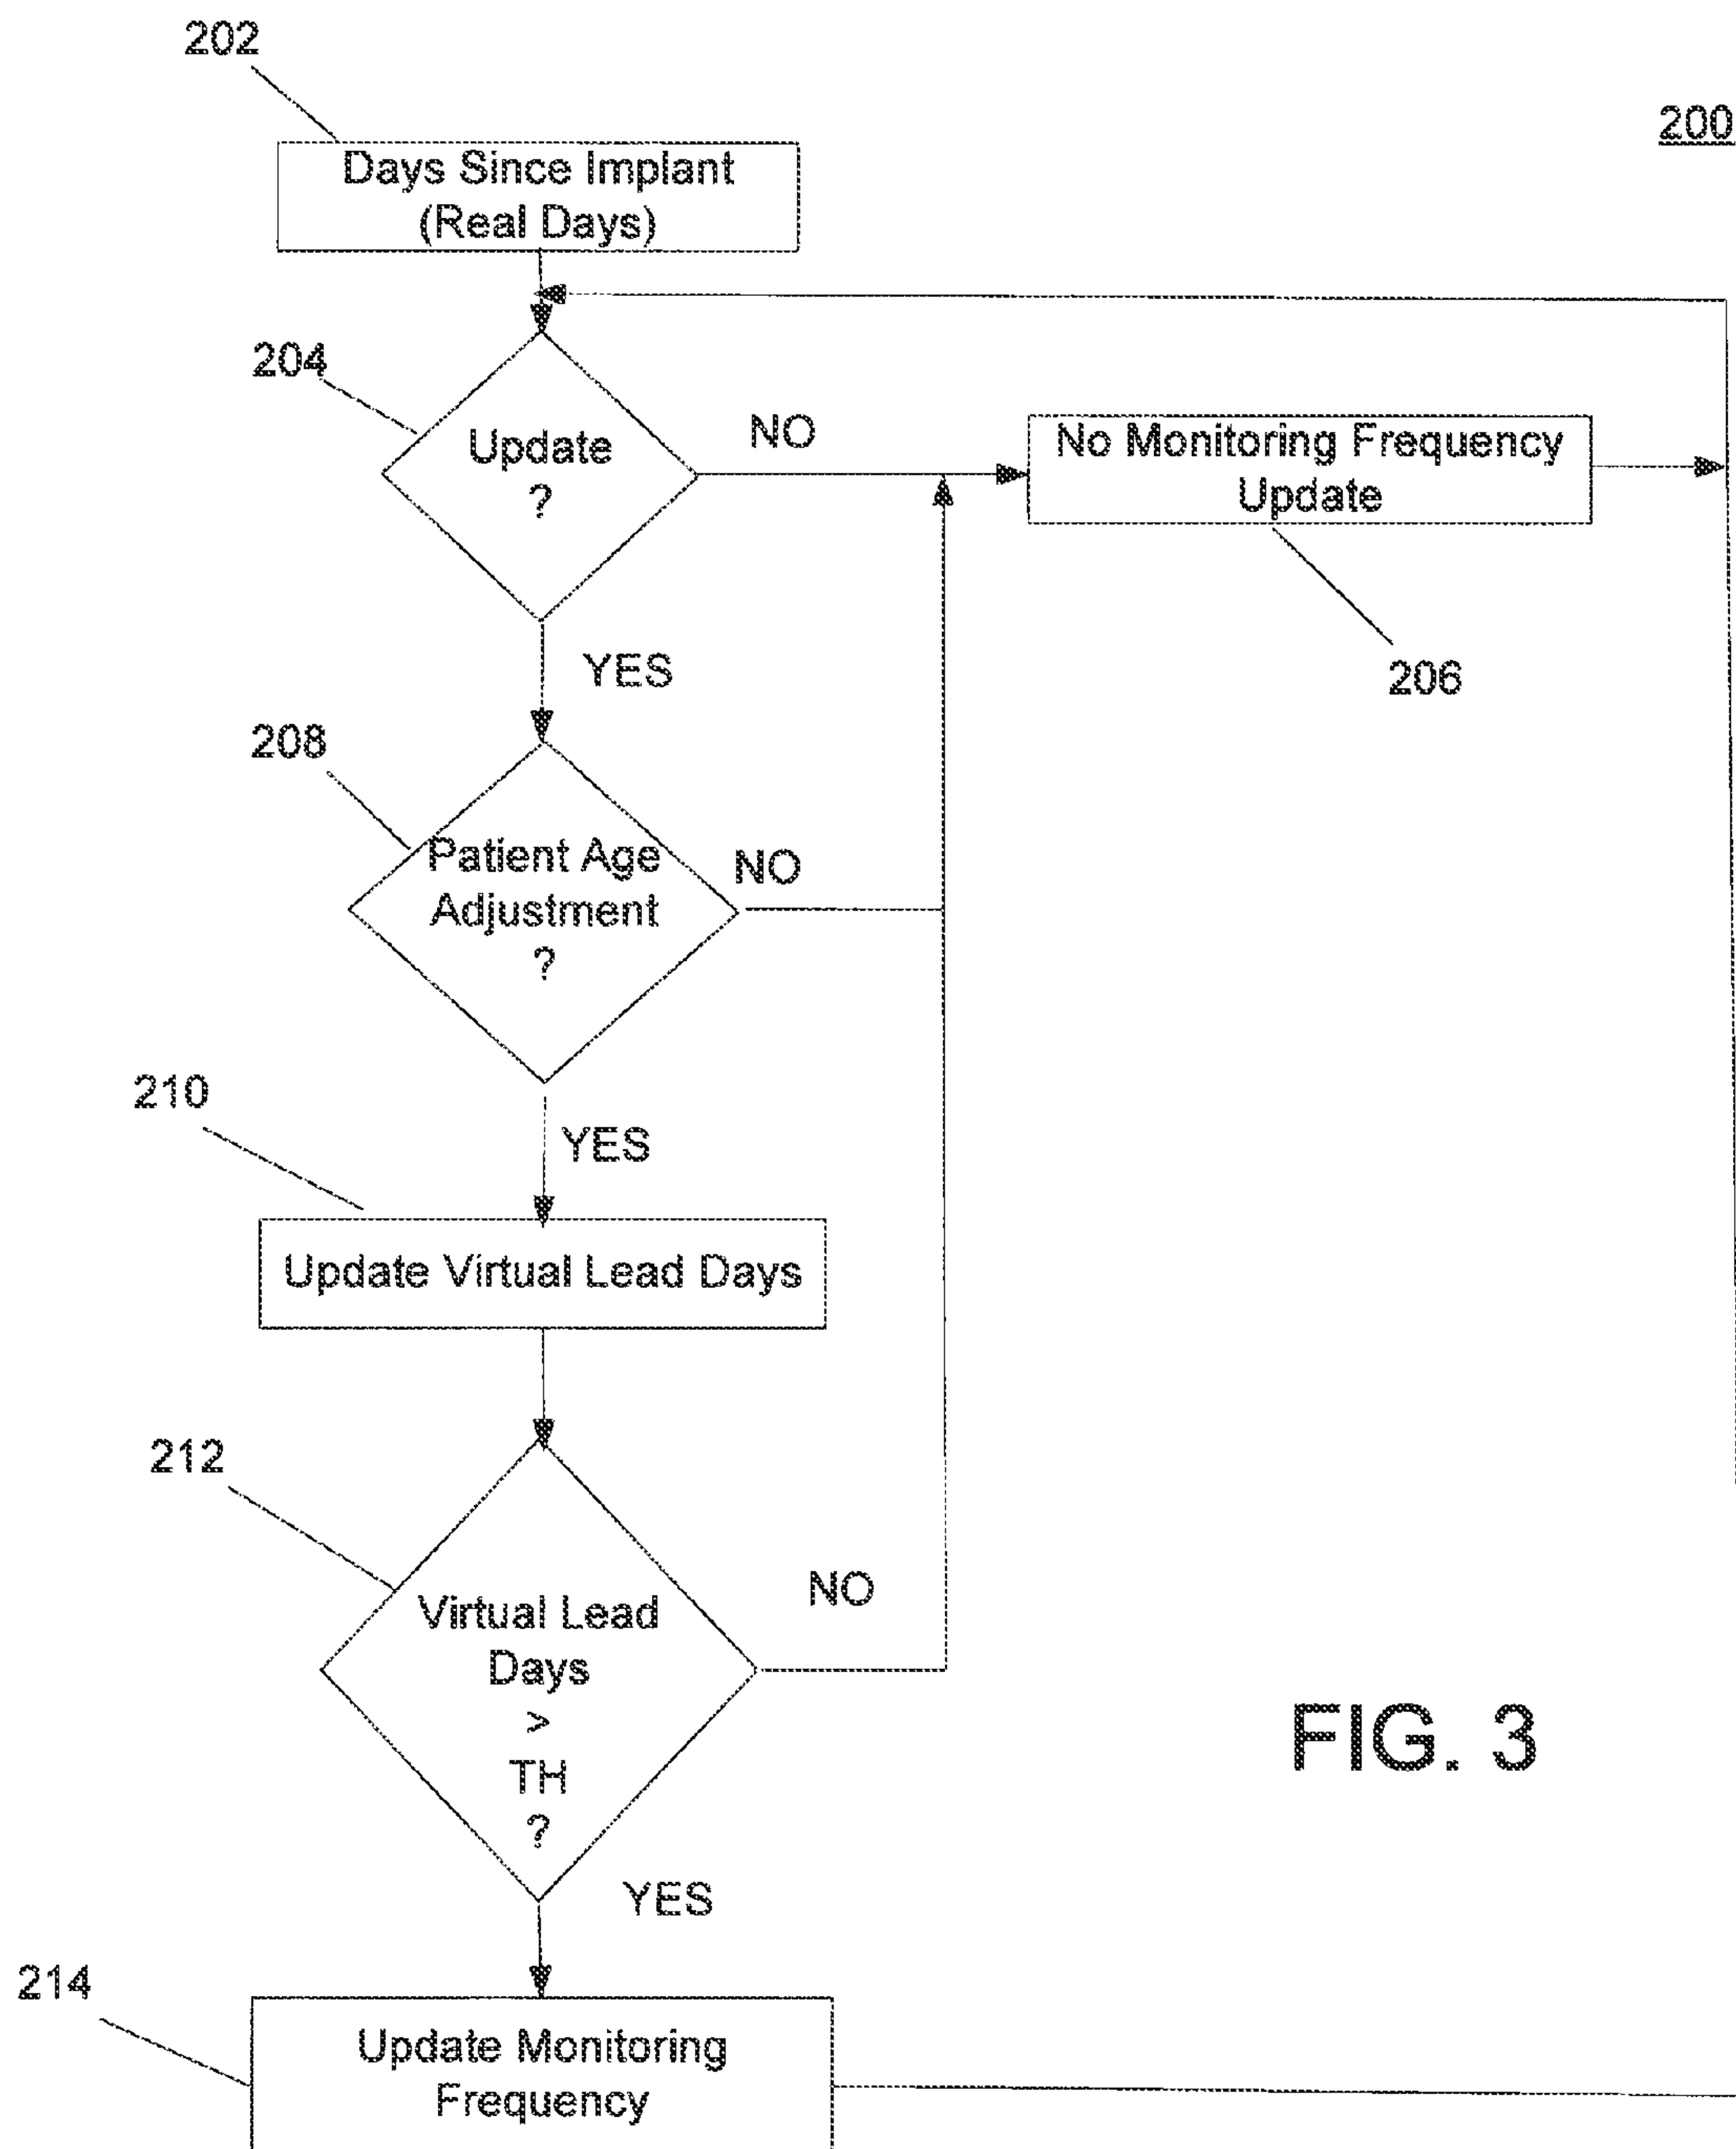 202
200
Days Since Implant
(Real Days)
204
Update
?
NO
No Monitoring Frequency
Update
206
YES
208
Patient Age
Adjustment
?
NO
YES
210
Update Virtual Lead Days
212
Virtual Lead
Days
>
TH
?
NO
YES
FIG. 3
214
Update Monitoring
Frequency